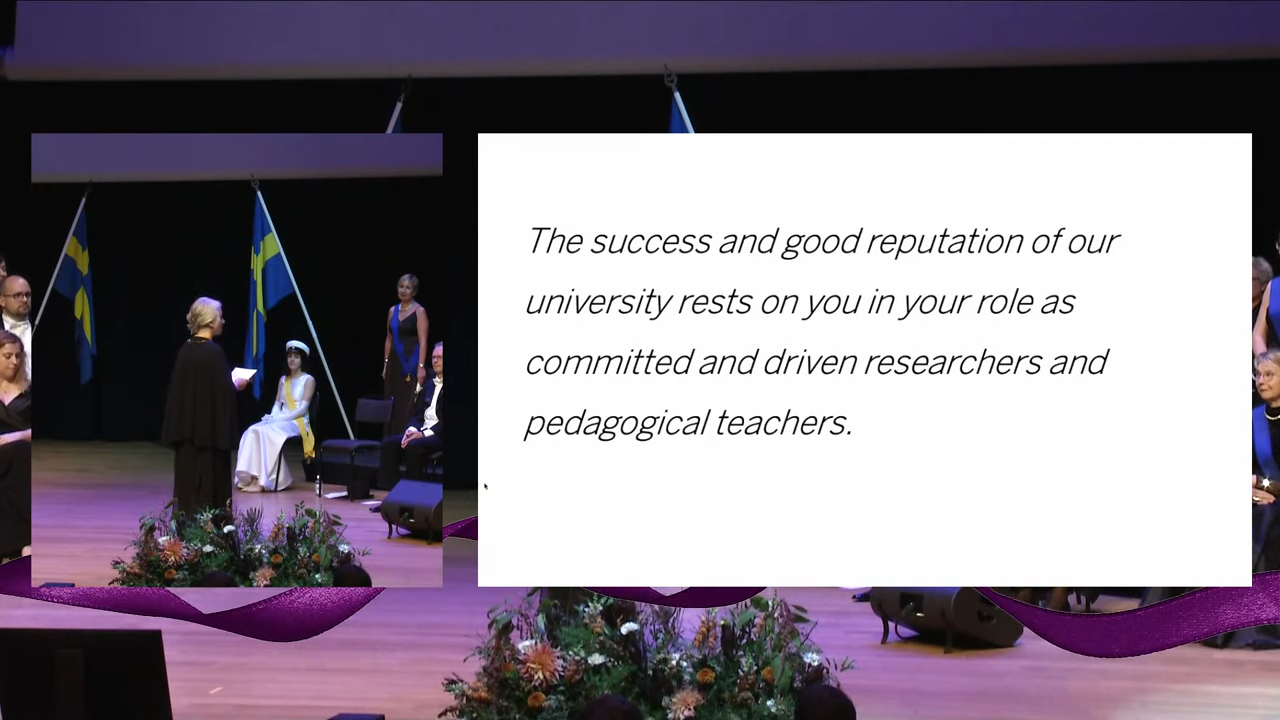 The success and good reputation of our
university rests on you in your role as
committed and driven researchers and
pedagogical teachers.